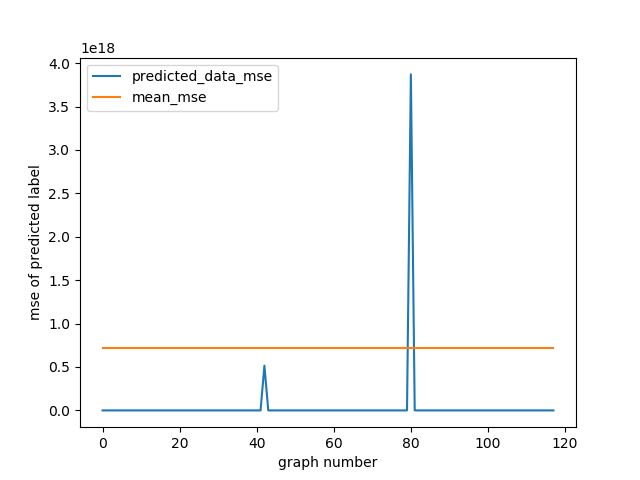 1e18
predicted_data_mse
mean_mse
4.0
3.5
3.0
2.5
2.0
1.5
1.0
0.5
0.0
mse of predicted label
0 20 40 60 80 100 120
graph number